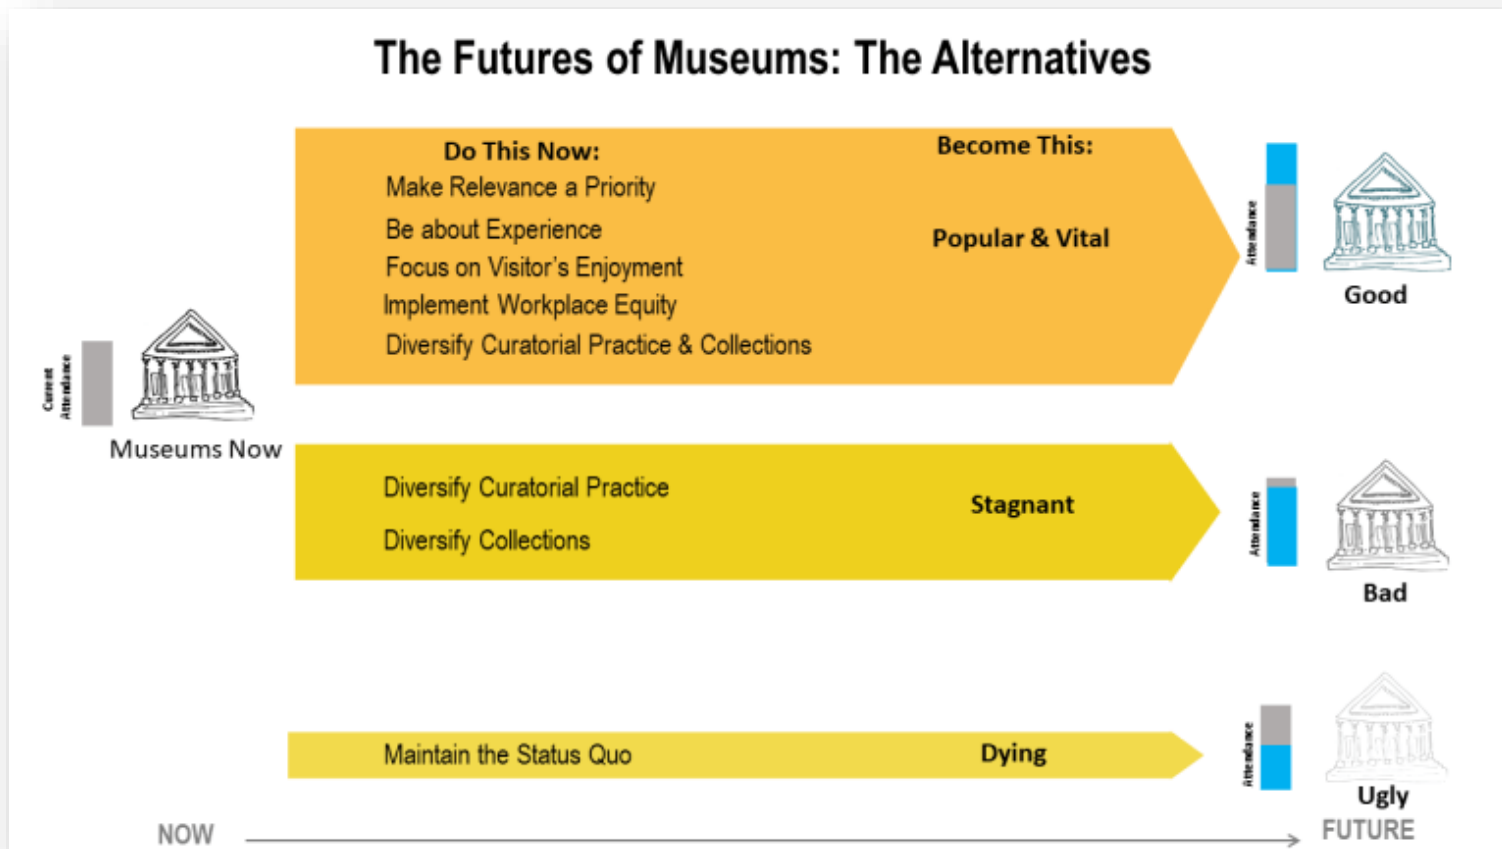 The Futures of Museums: The Alternatives
Do This Now:
Become This:
Make Relevance a Priority
Be about Experience
Popular & Vital
Focus on Visitor's Enjoyment
Implement Workplace Equity
Diversify Curatorial Practice & Collections
Attendance
Good
Current
Attendance
Museums Now
Diversify Curatorial Practice
Diversify Collections
Stagnant
Attendance
Bad
Maintain the Status Quo
Dying
Attendance
Ugly
NOW
FUTURE